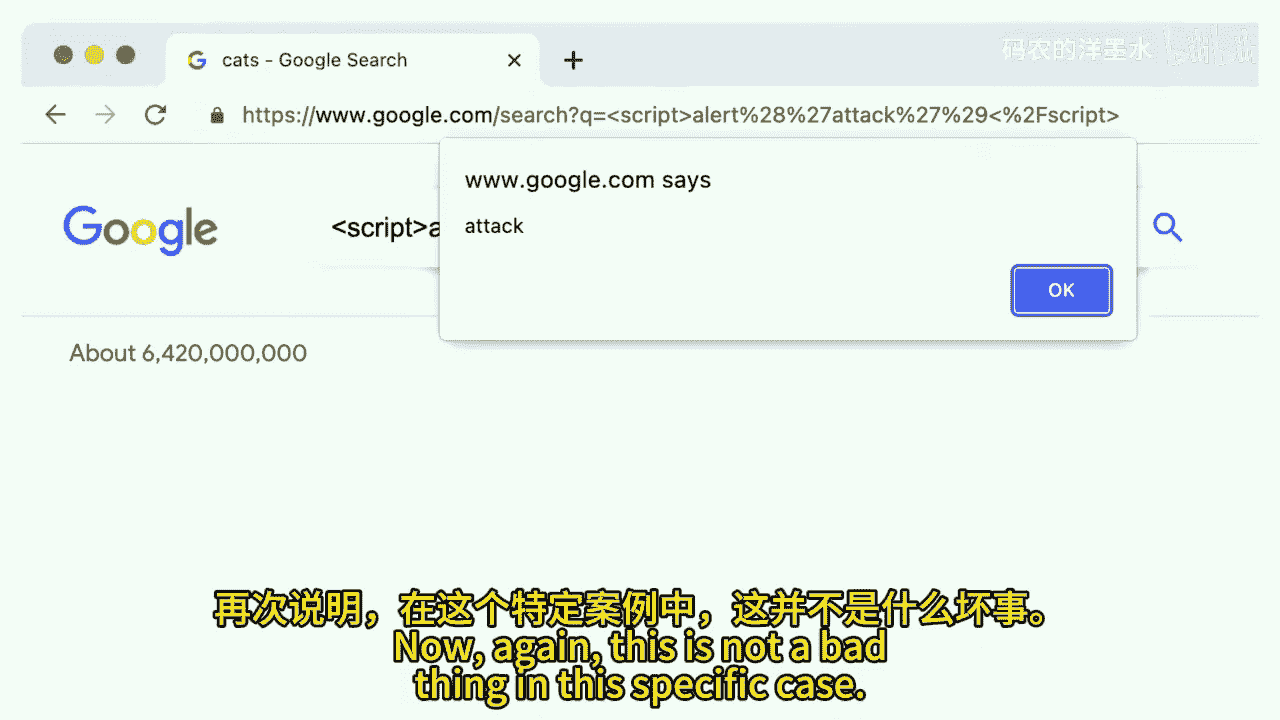 cats - Google Search
码农的洋墨水 bilibili
https://www.google.com/search?q=<script>alert%28%27attack%27%29<%2Fscript>
www.google.com says
Google
<script>a
attack
OK
About 6,420,000,000
再次说明，在这个特定案例中，这并不是什么坏事。
Now, again, this is not a bad
thing in this specific case.